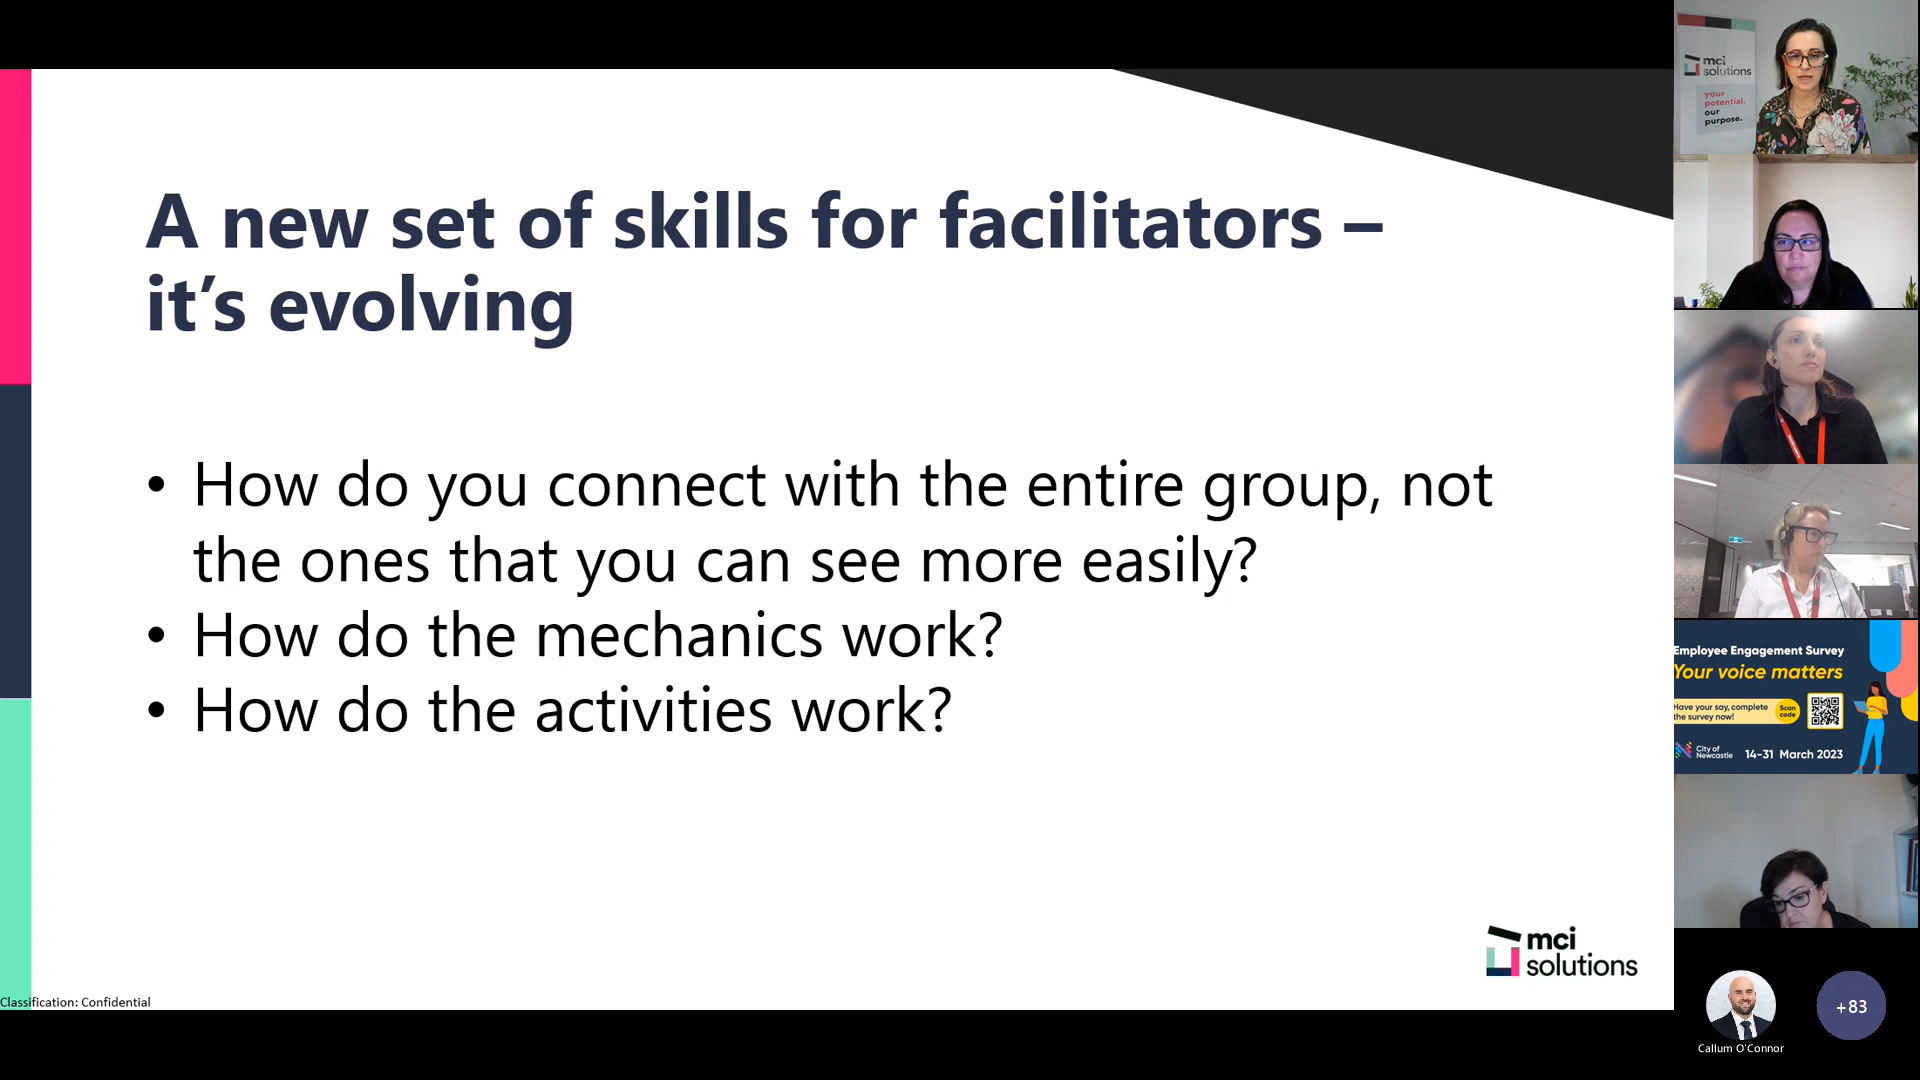 A new set of skills for facilitators –
it’s evolving
• How do you connect with the entire group, not
the ones that you can see more easily?
• How do the mechanics work?
• How do the activities work?
mci
solutions
Classification: Confidential
mci
solutions
your
potential.
our
purpose.
Employee Engagement Survey
Your voice matters
Have your say, complete
the survey now!
Scan
code
City of
Newcastle
14-31 March 2023
Callum O'Connor
+83